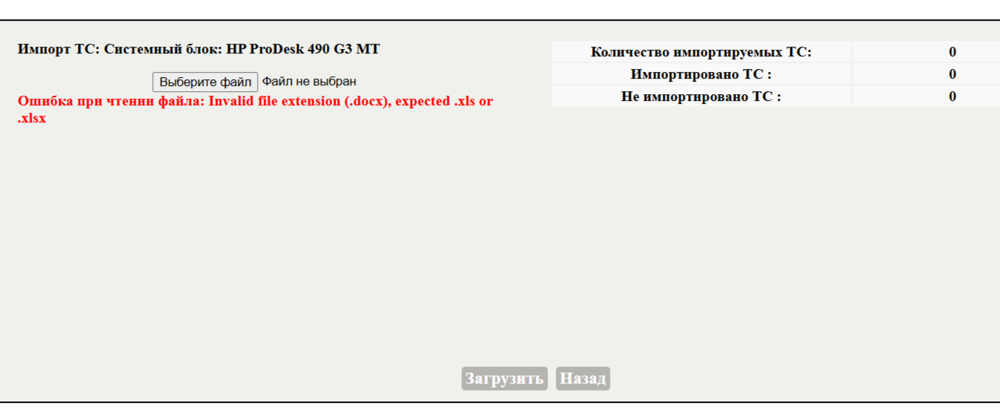 Импорт ТС: Системный блок: HP ProDesk 490 G3 MT
Выберите файл Файл не выбран
Ошибка при чтении файла: Invalid file extension (.docx), expected .xls or
.xlsx
Количество импортируемых ТС: 0
Импортировано ТС : 0
Не импортировано ТС : 0
Загрузить Назад